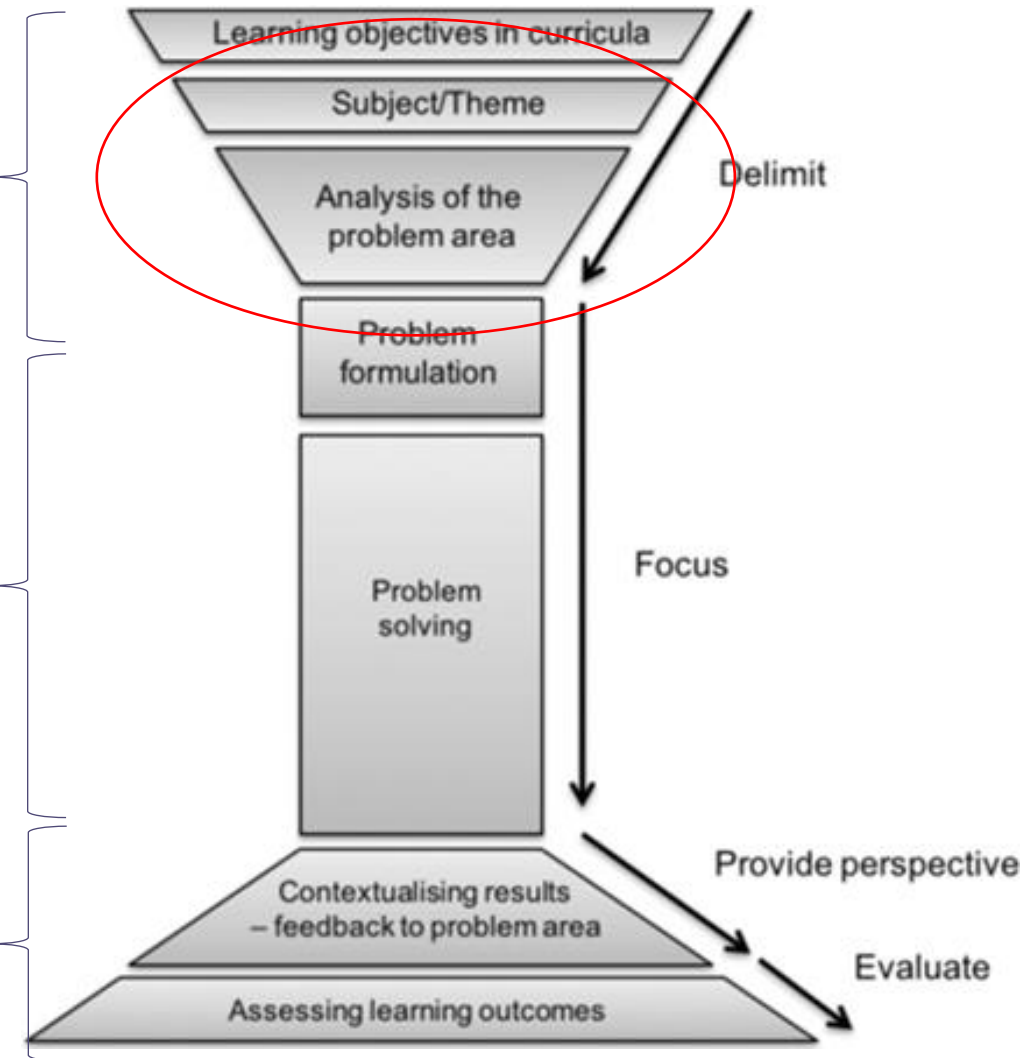 Learning objectives in curricula
Subject/Theme
Delimit
Analysis of the
problem area
Problem
formulation
Focus
Problem
solving
Provide perspective
Contextualising results
– feedback to problem area
Evaluate
Assessing learning outcomes